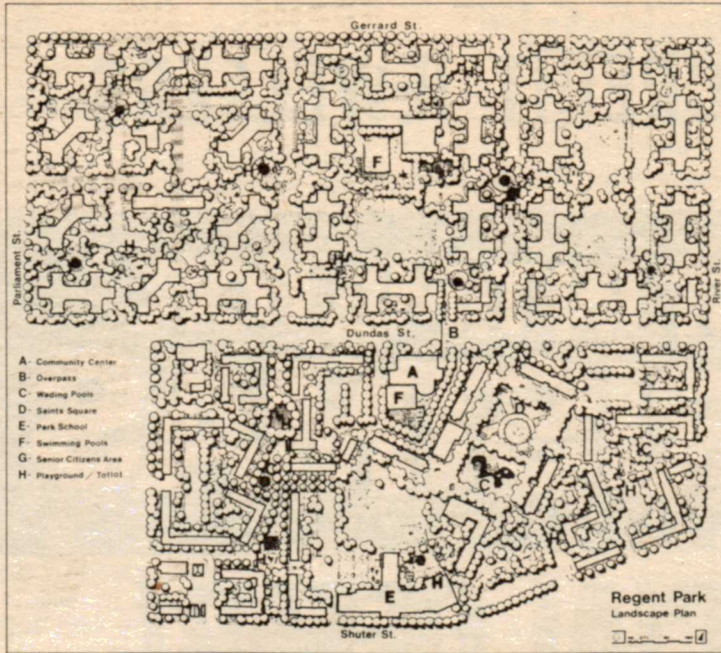 Gerrard St.
H
H
H
H
F
H
H
G
H
H
C
Parliament St.
River St.
Dundas St.
B
A - Community Center
B - Overpass
C - Wading Pools
D - Saints Square
E - Park School
F - Swimming Pools
G - Senior Citizens Area
H - Playground / Totlot
A
F
D
H
C
H
H
H
E
Regent Park
Landscape Plan
Shuter St.